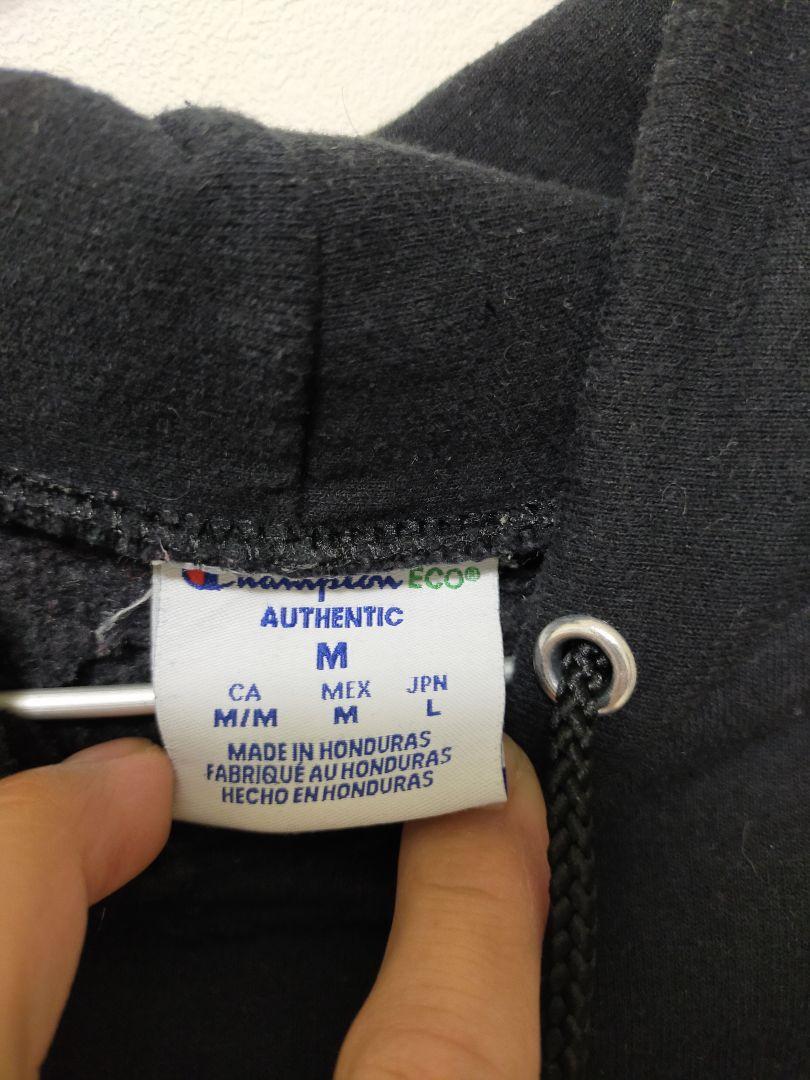 Champion ECO®
AUTHENTIC
M
CA MEX JPN
M/M M L
MADE IN HONDURAS
FABRIQUÉ AU HONDURAS
HECHO EN HONDURAS